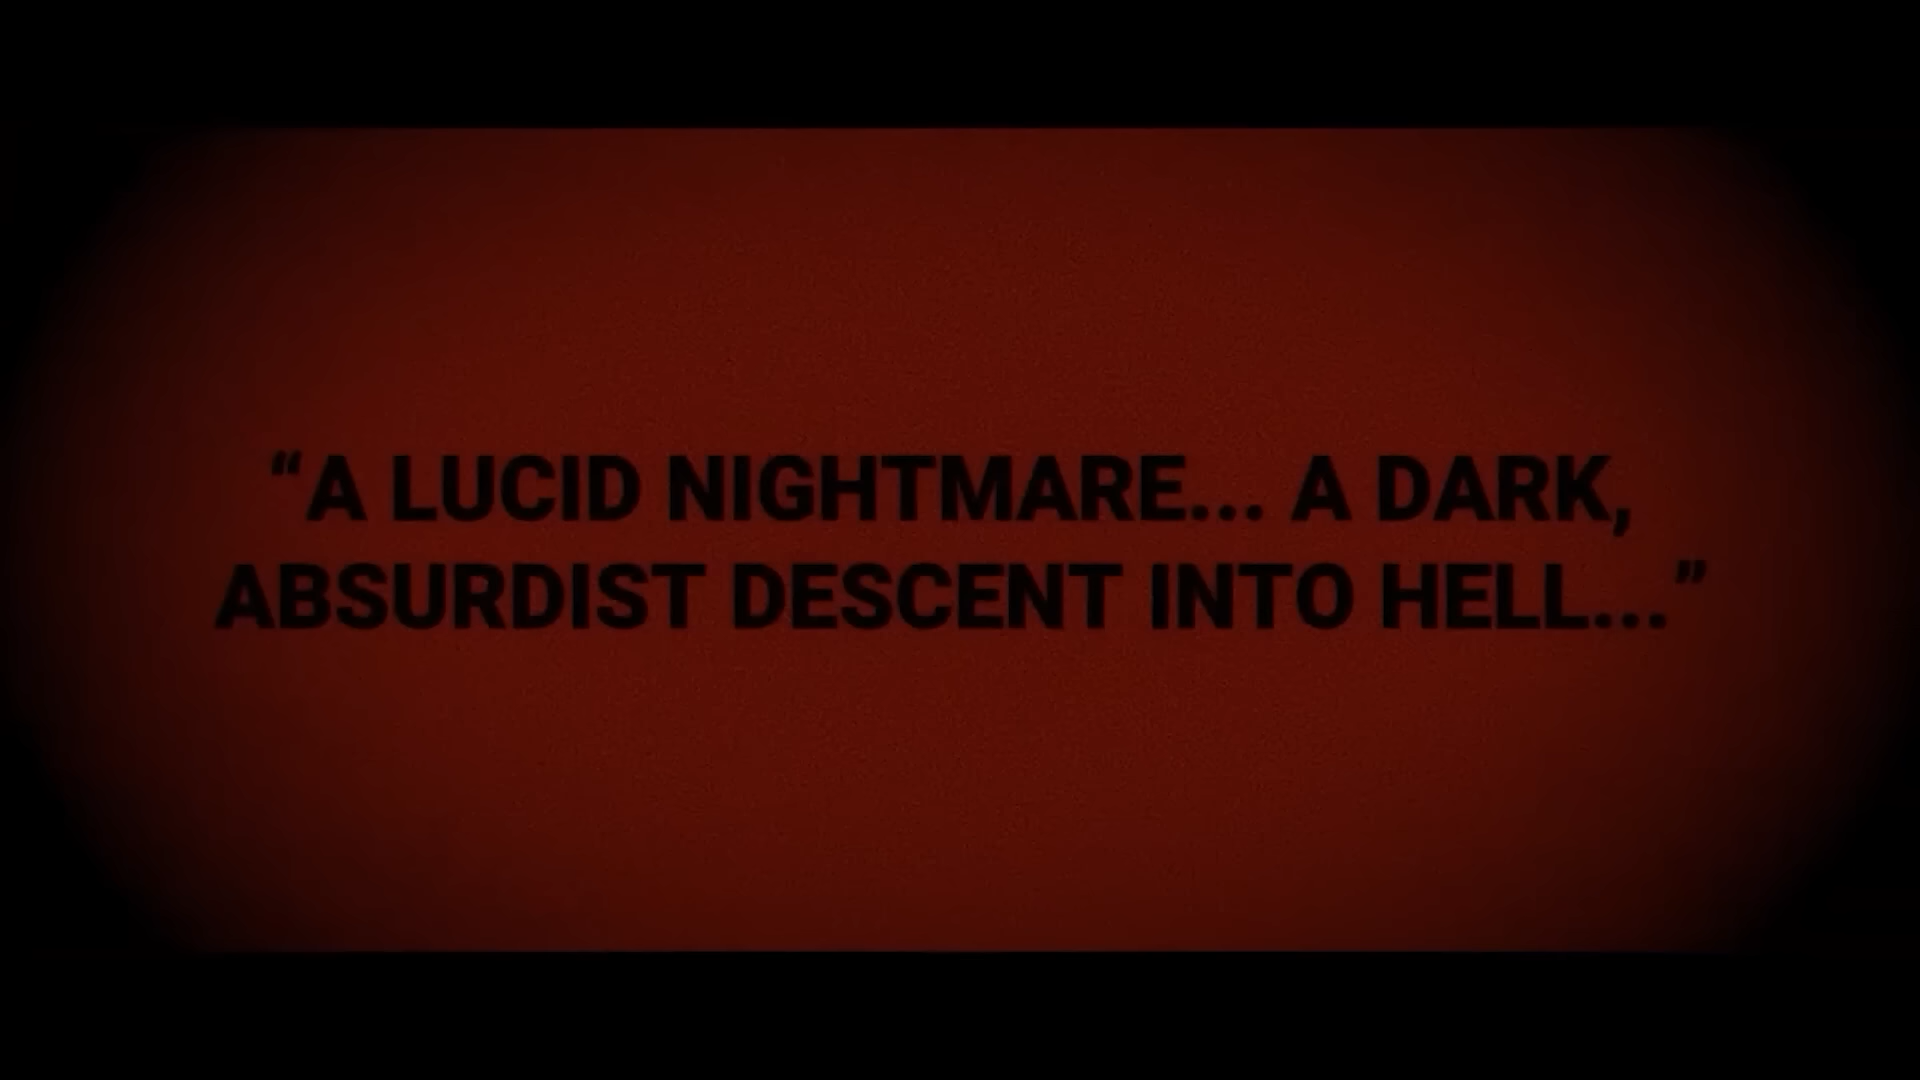 “A LUCID NIGHTMARE... A DARK,
ABSURDIST DESCENT INTO HELL...”